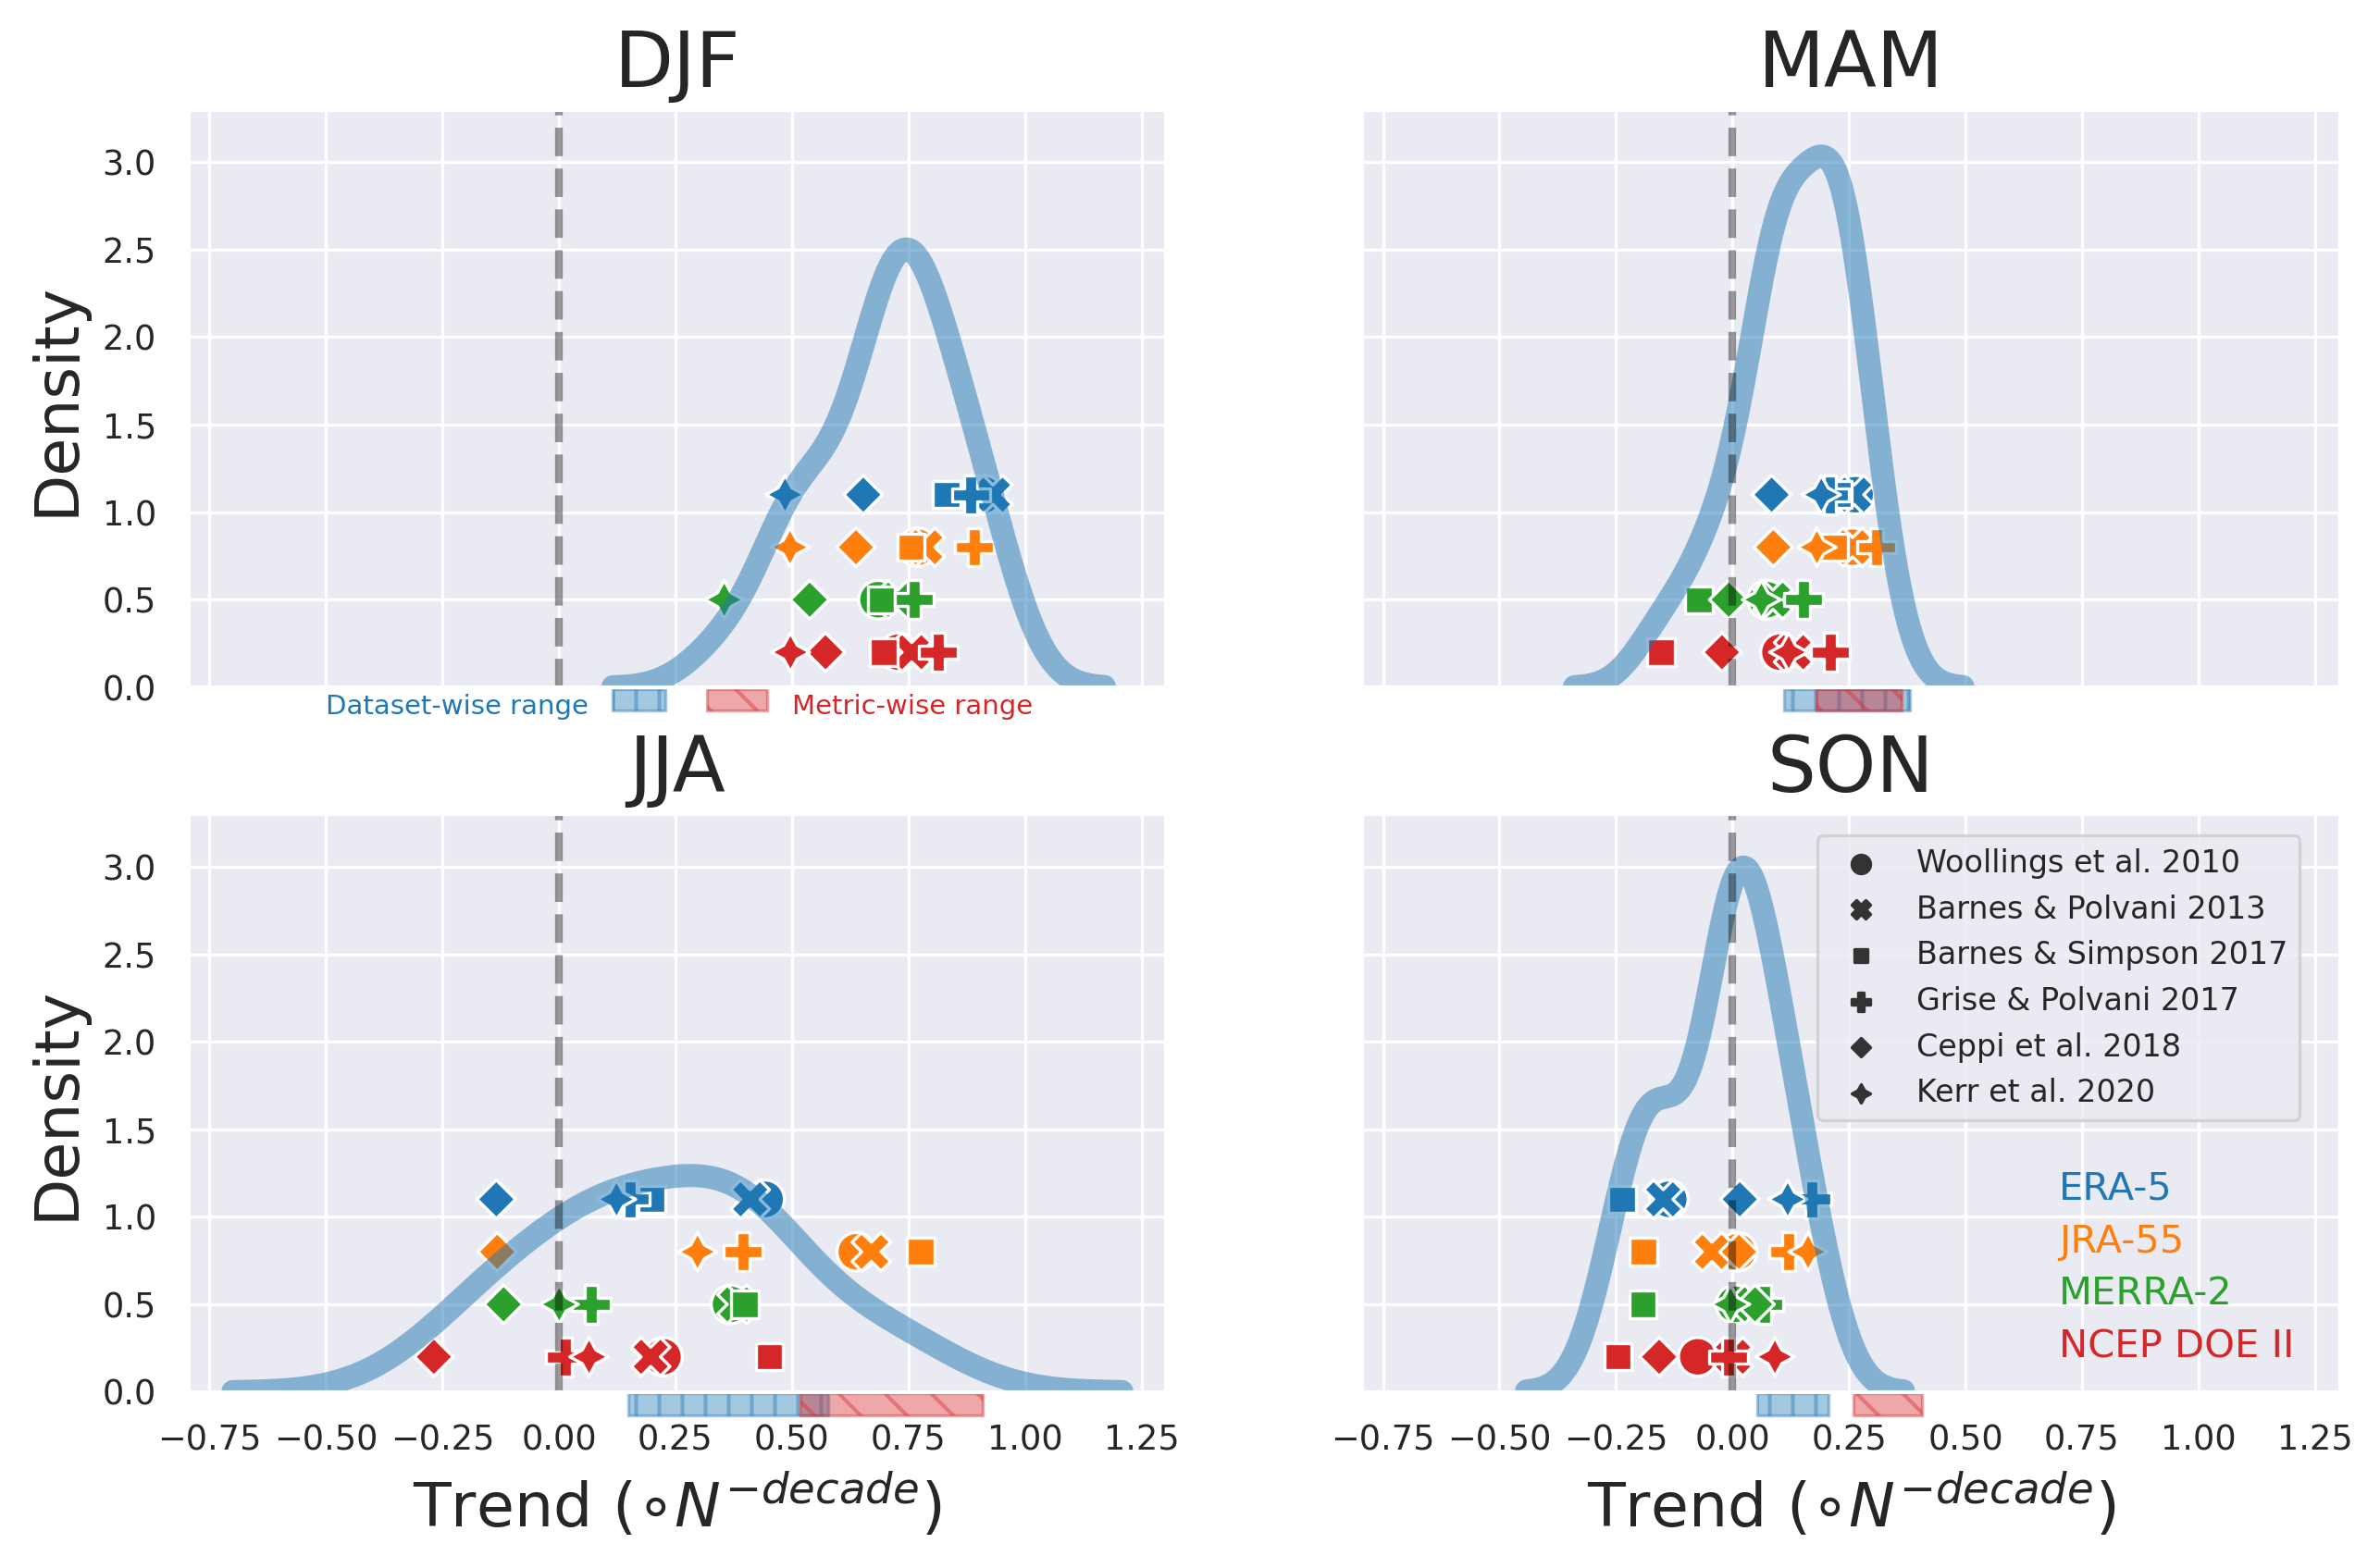 DJF
MAM
Density
3.0
2.5
2.0
1.5
1.0
0.5
0.0
Dataset-wise range
Metric-wise range
JJA
SON
Density
3.0
2.5
2.0
1.5
1.0
0.5
0.0
Woollings et al. 2010
Barnes & Polvani 2013
Barnes & Simpson 2017
Grise & Polvani 2017
Ceppi et al. 2018
Kerr et al. 2020
ERA-5
JRA-55
MERRA-2
NCEP DOE II
−0.75 −0.50 −0.25 0.00 0.25 0.50 0.75 1.00 1.25
−0.75 −0.50 −0.25 0.00 0.25 0.50 0.75 1.00 1.25
Trend (∘N^−decade)
Trend (∘N^−decade)